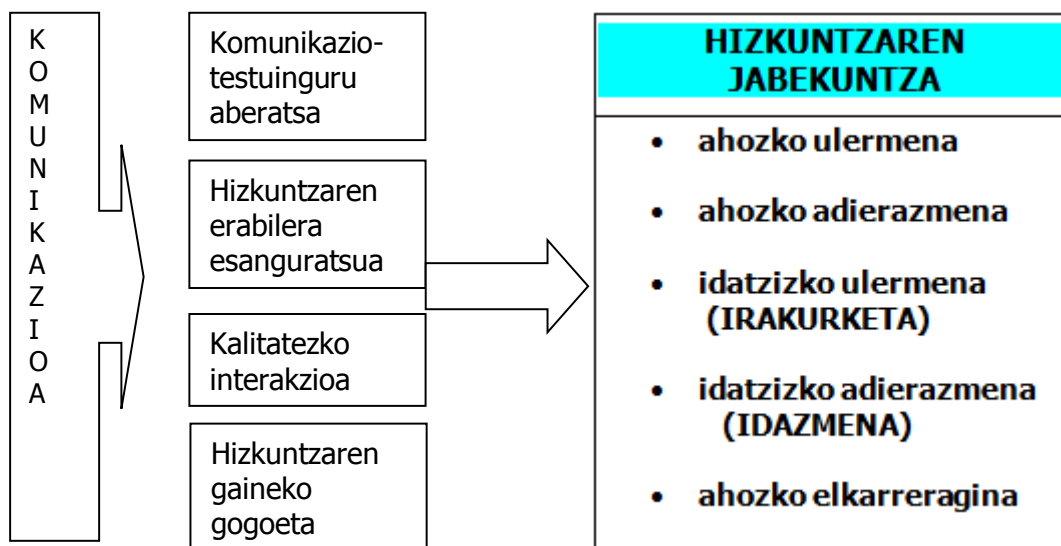 K
O
M
U
N
I
K
A
Z
I
O
A
Komunikazio-
testuinguru
aberatsa
Hizkuntzaren
erabilera
esanguratsua
Kalitatezko
interakzioa
Hizkuntzaren
gaineko
gogoeta
HIZKUNTZAREN
JABEKUNTZA
• ahozko ulermena
• ahozko adierazmena
• idatzizko ulermena
(IRAKURKETA)
• idatzizko adierazmena
(IDAZMENA)
• ahozko elkarreragina